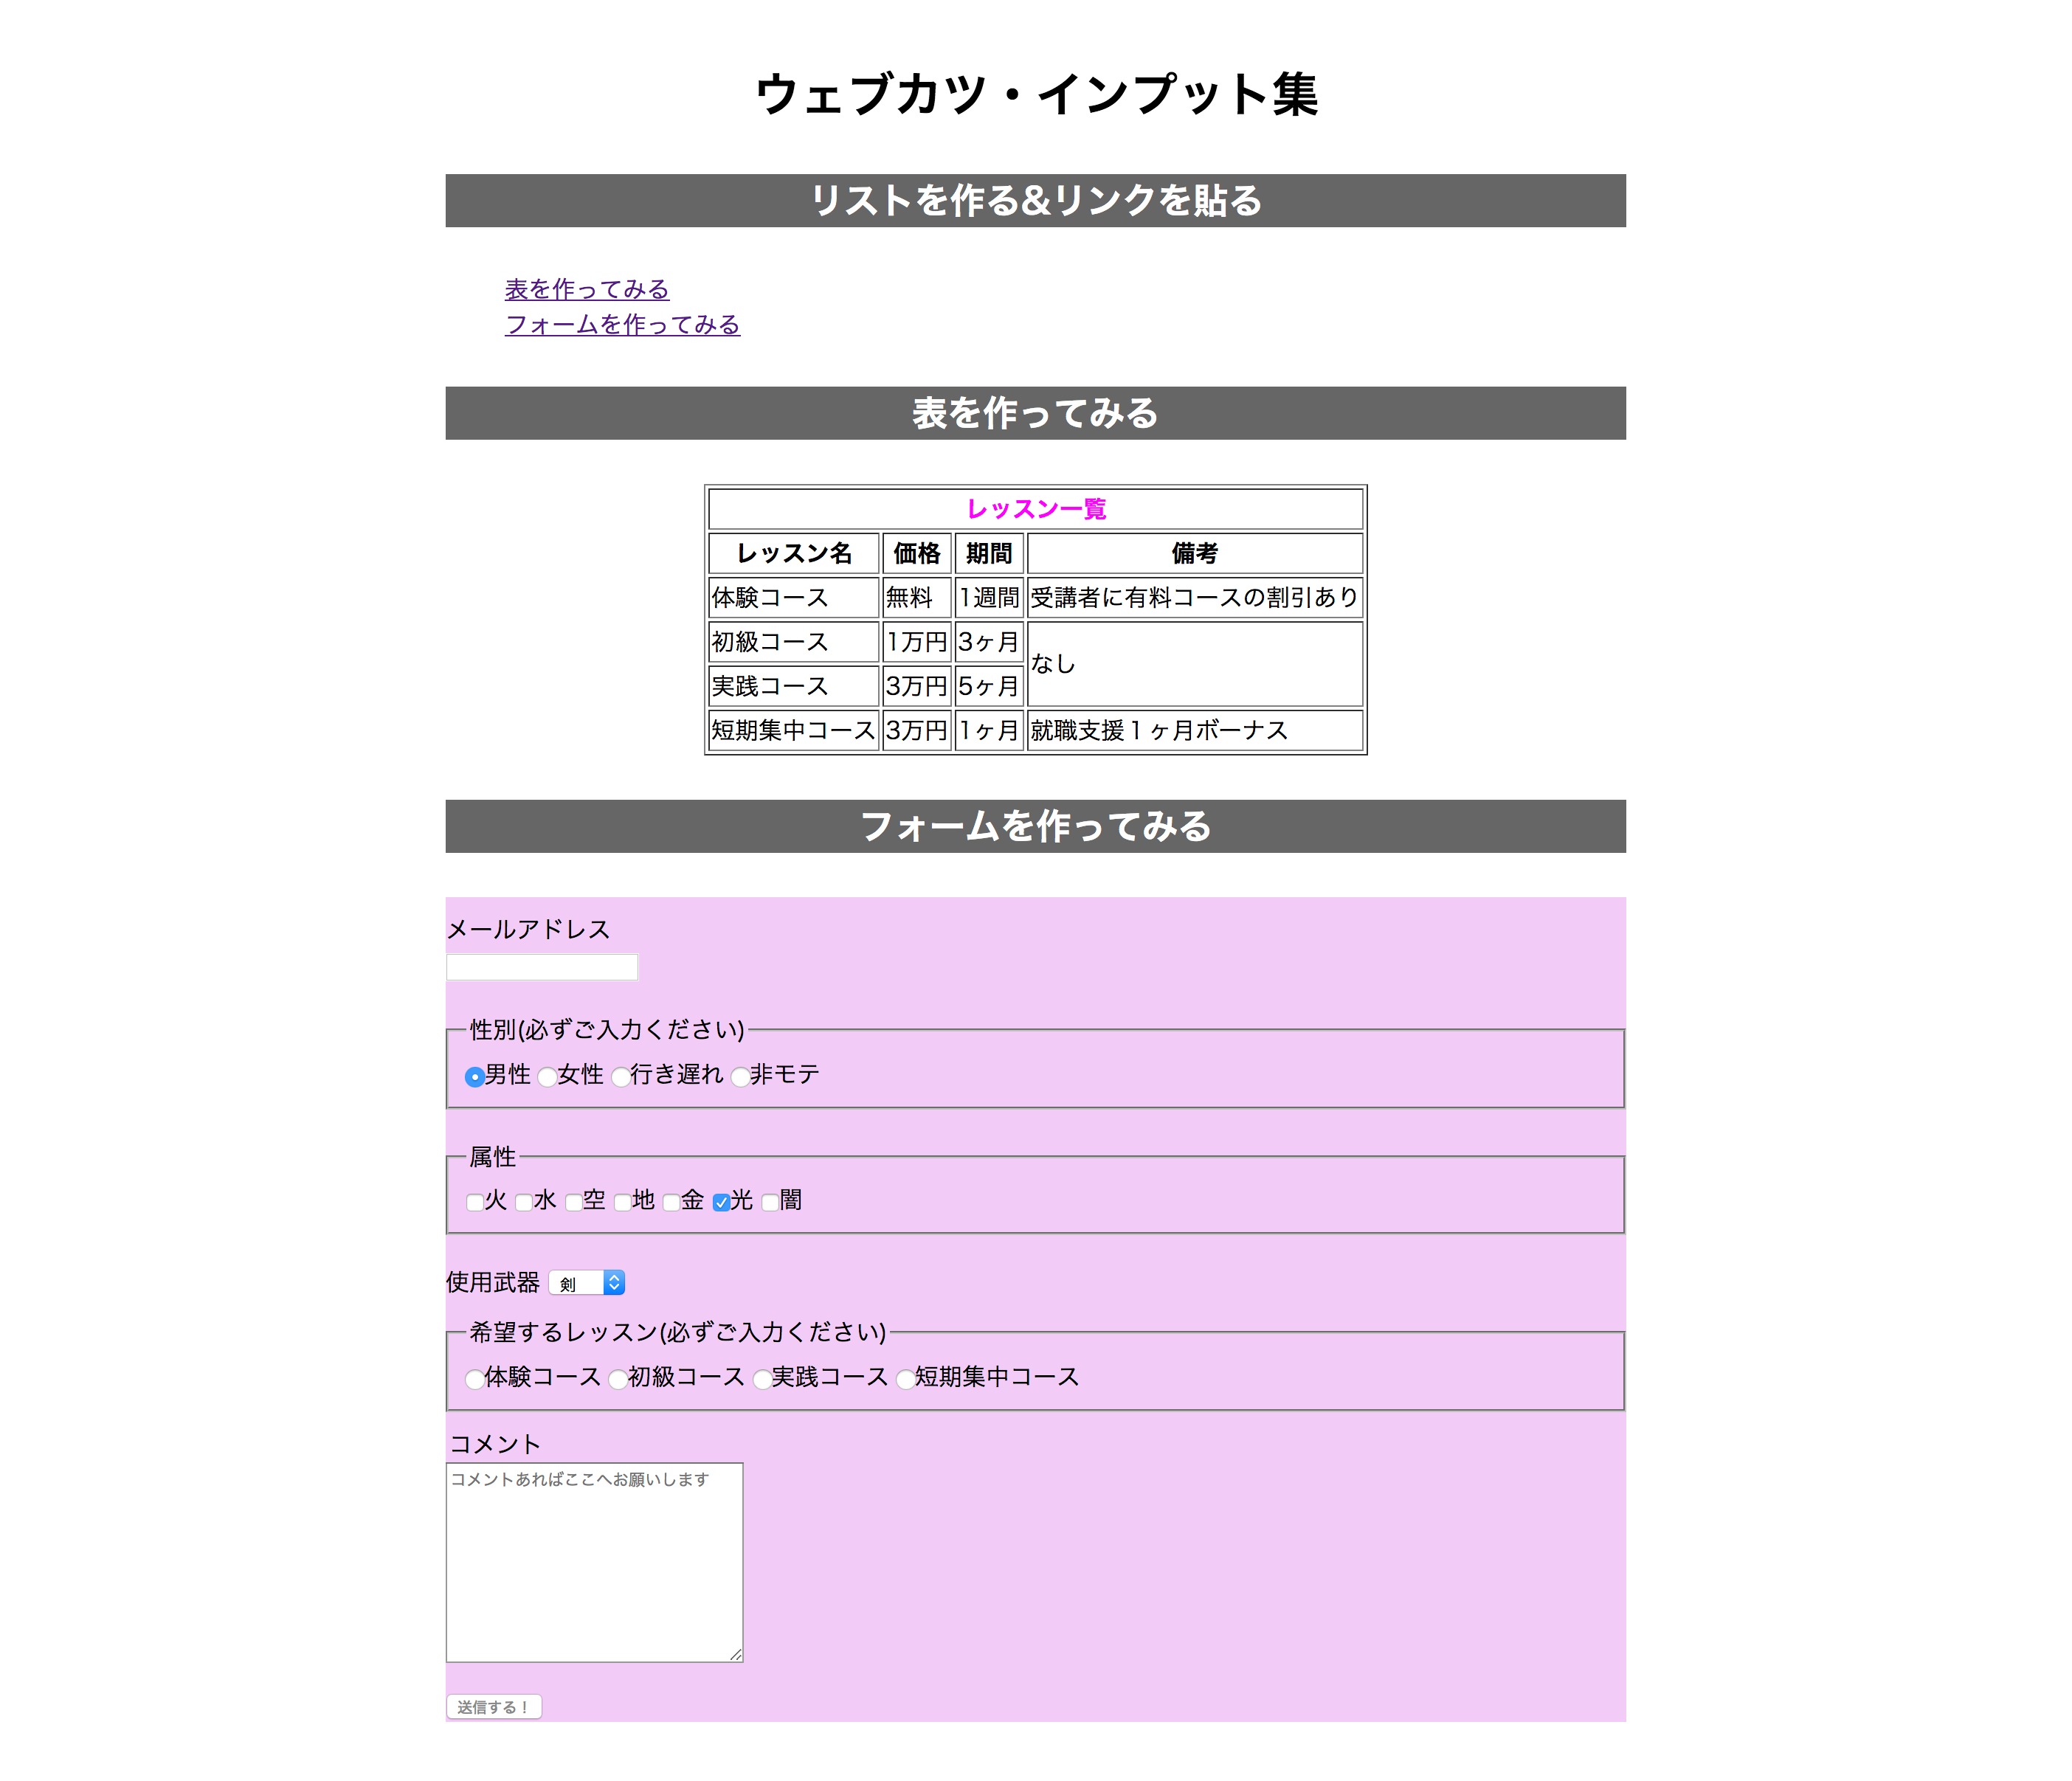 ウェブカツ・インプット集
リストを作る&リンクを貼る
表を作ってみる
フォームを作ってみる
表を作ってみる
レッスン一覧
レッスン名 価格 期間 備考
体験コース 無料 1週間 受講者に有料コースの割引あり
初級コース 1万円 3ヶ月 なし
実践コース 3万円 5ヶ月
短期集中コース 3万円 1ヶ月 就職支援１ヶ月ボーナス
フォームを作ってみる
メールアドレス
性別(必ずご入力ください)
男性 女性 行き遅れ 非モテ
属性
火 水 空 地 金 光 闇
使用武器 剣
希望するレッスン(必ずご入力ください)
体験コース 初級コース 実践コース 短期集中コース
コメント
コメントあればここへお願いします
送信する！